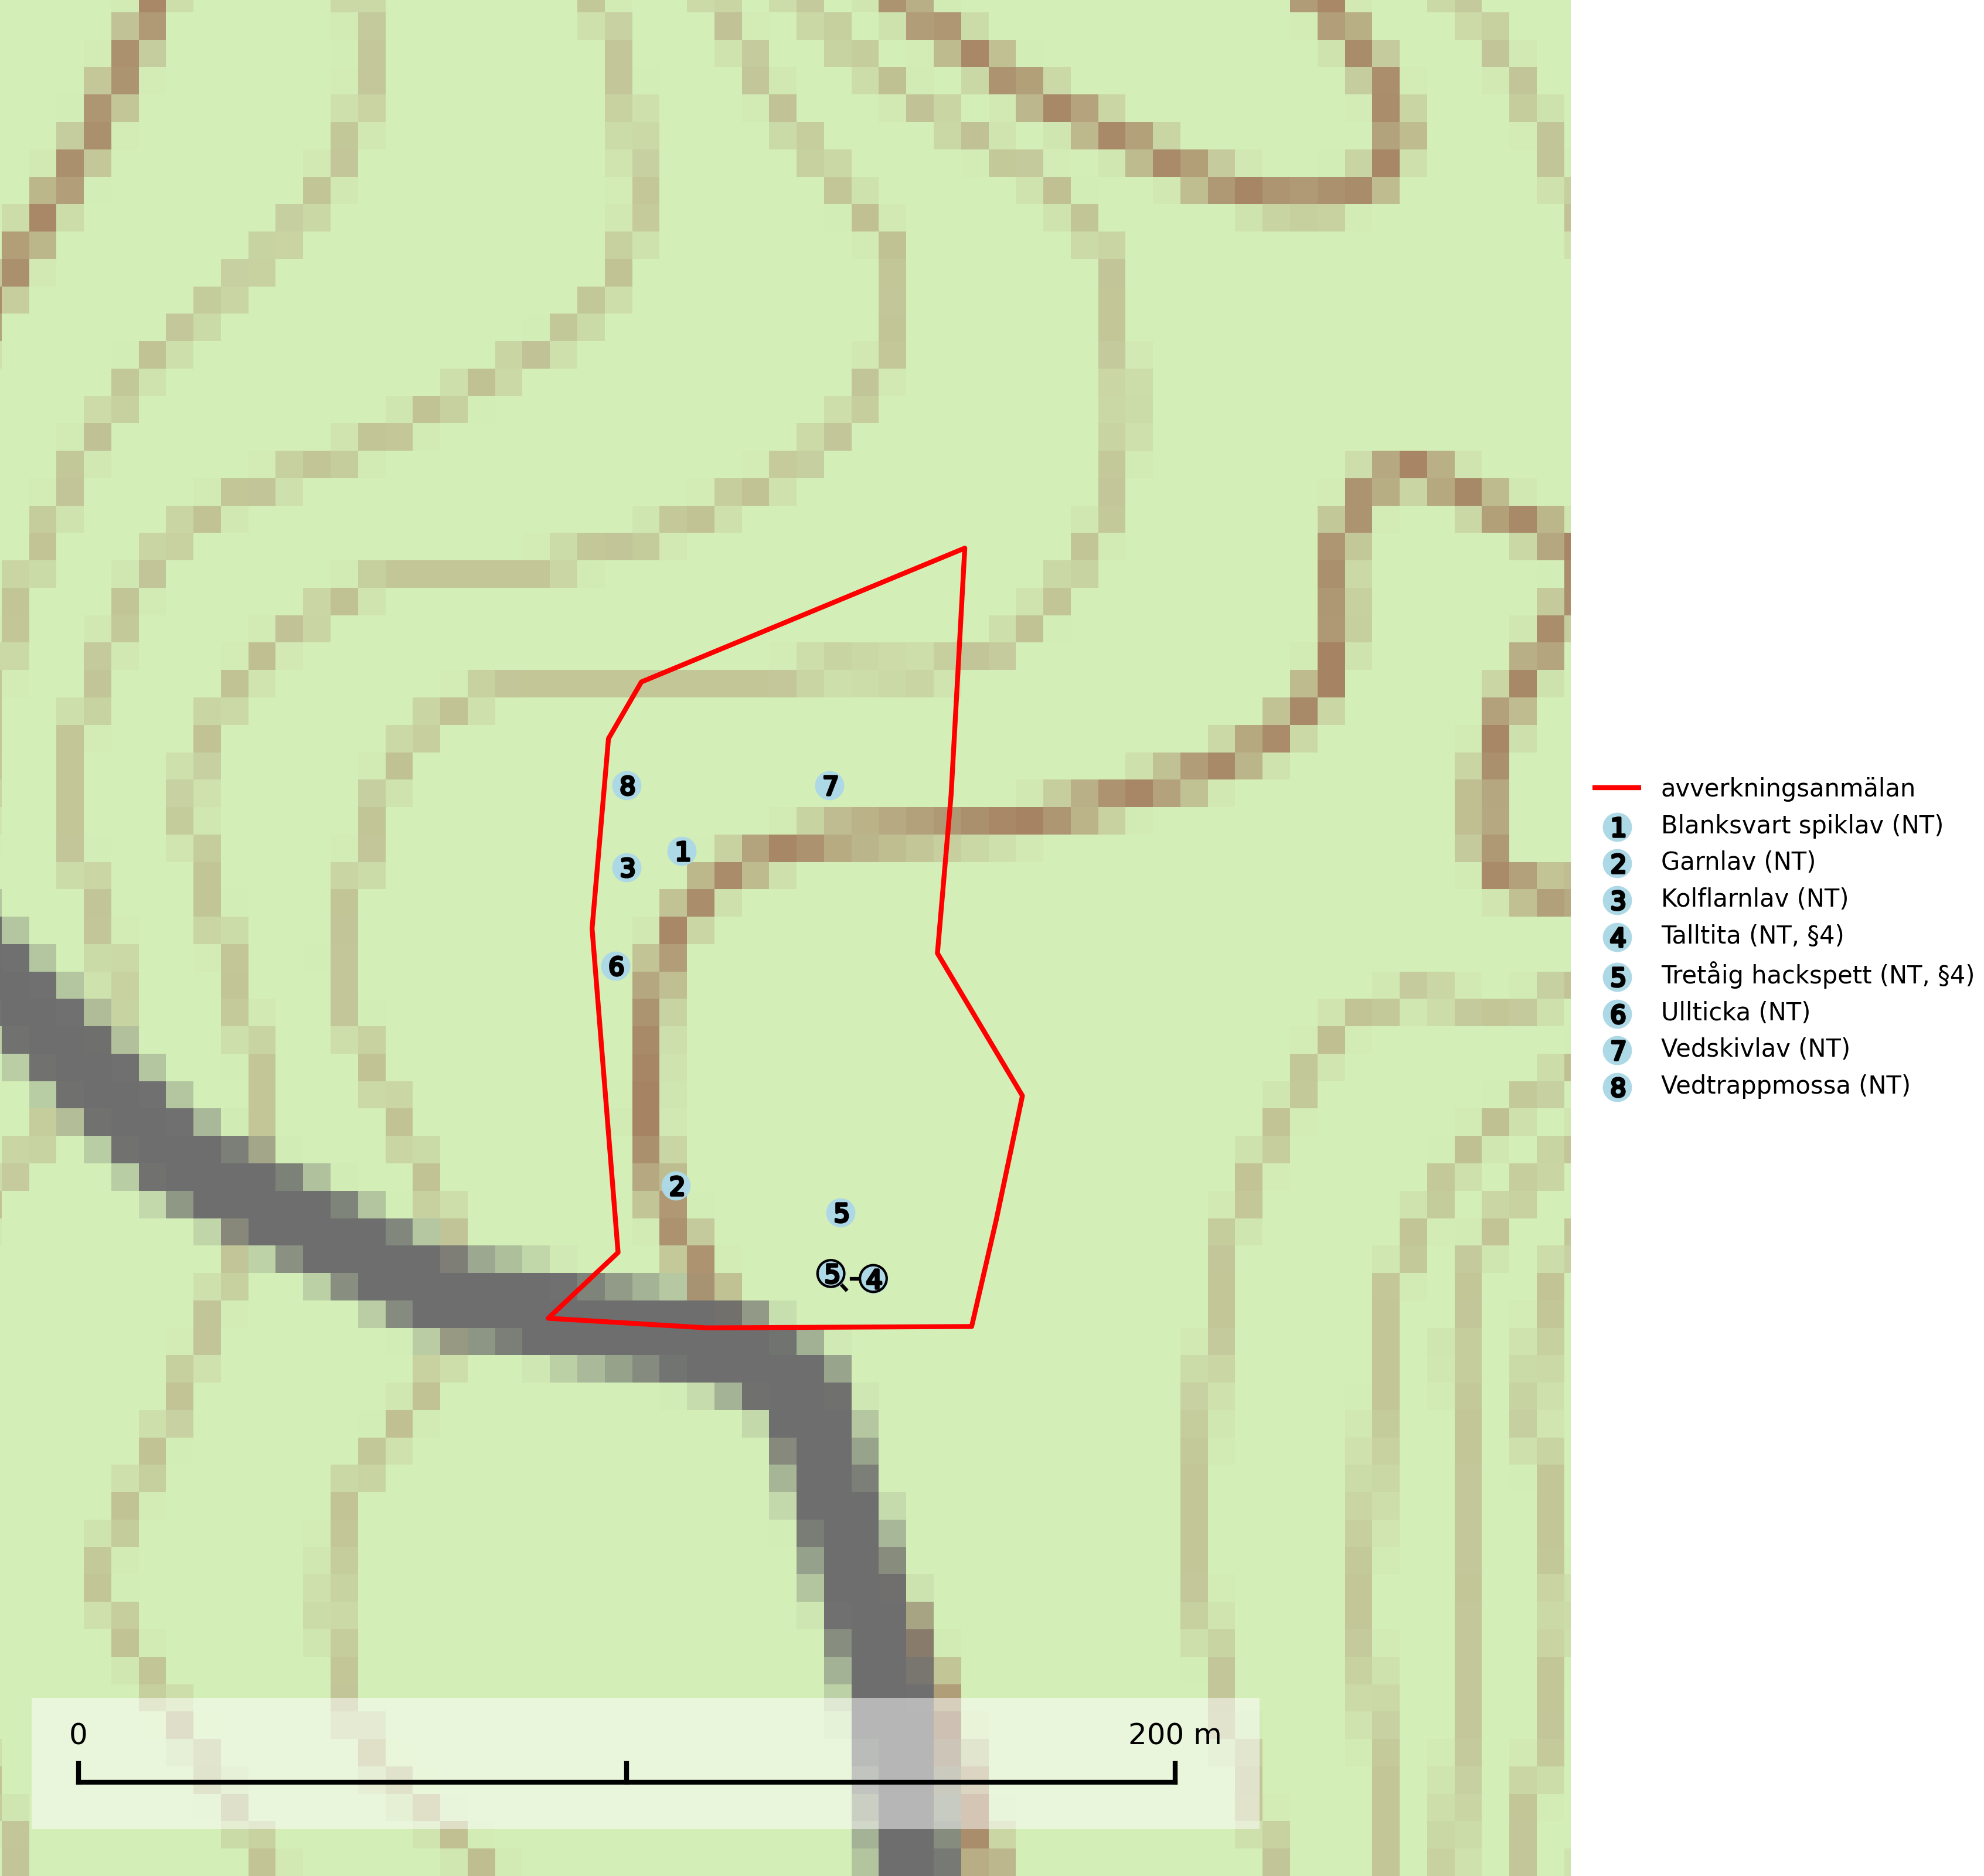 8
7
1
3
6
2
5
5 4
0
200 m
avverkningsanmälan
1 Blanksvart spiklav (NT)
2 Garnlav (NT)
3 Kolflarnlav (NT)
4 Talltita (NT, §4)
5 Tretåig hackspett (NT, §4)
6 Ullticka (NT)
7 Vedskivlav (NT)
8 Vedtrappmossa (NT)